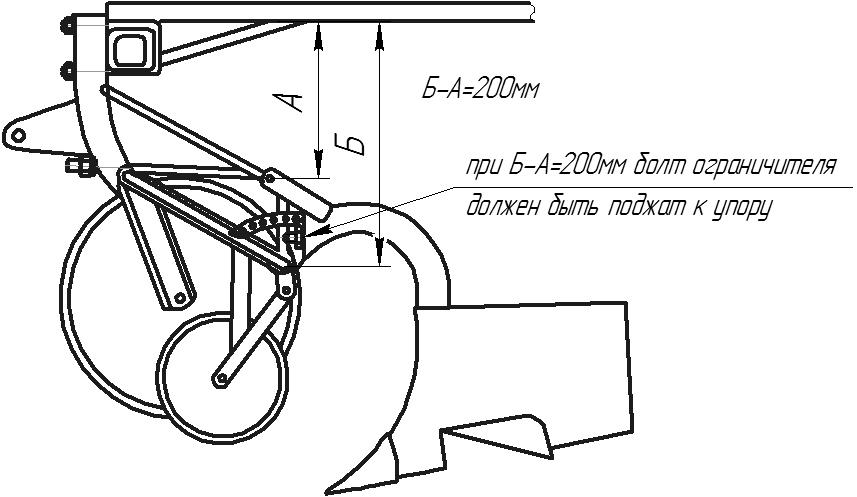 Б-А=200мм
А
Б
при Б-А=200мм болт ограничителя
должен быть поджат к упору